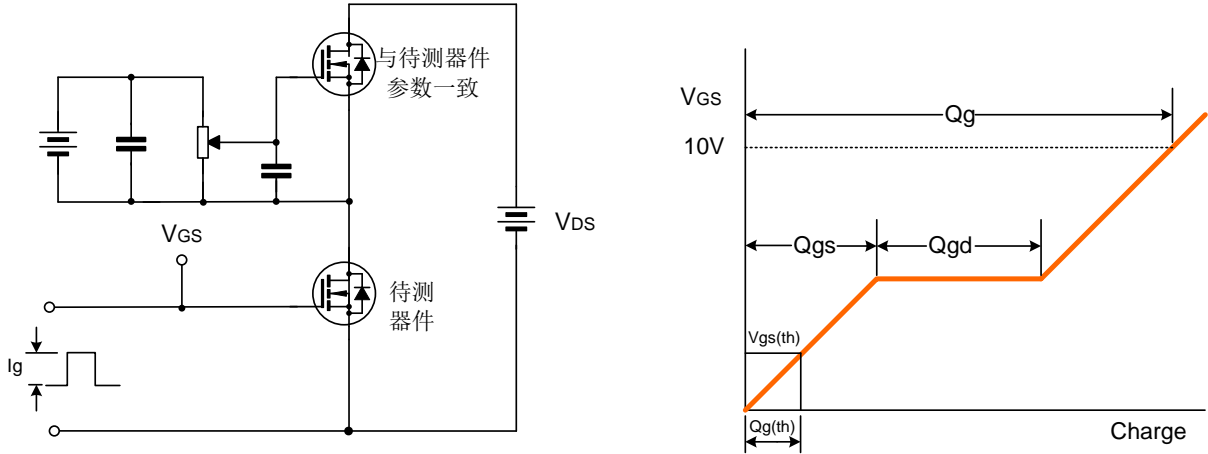 与待测器件
参数一致
VGS
VDS
待测
器件
Ig
VGS
Qg
10V
Qgs
Qgd
Vgs(th)
Qg(th)
Charge